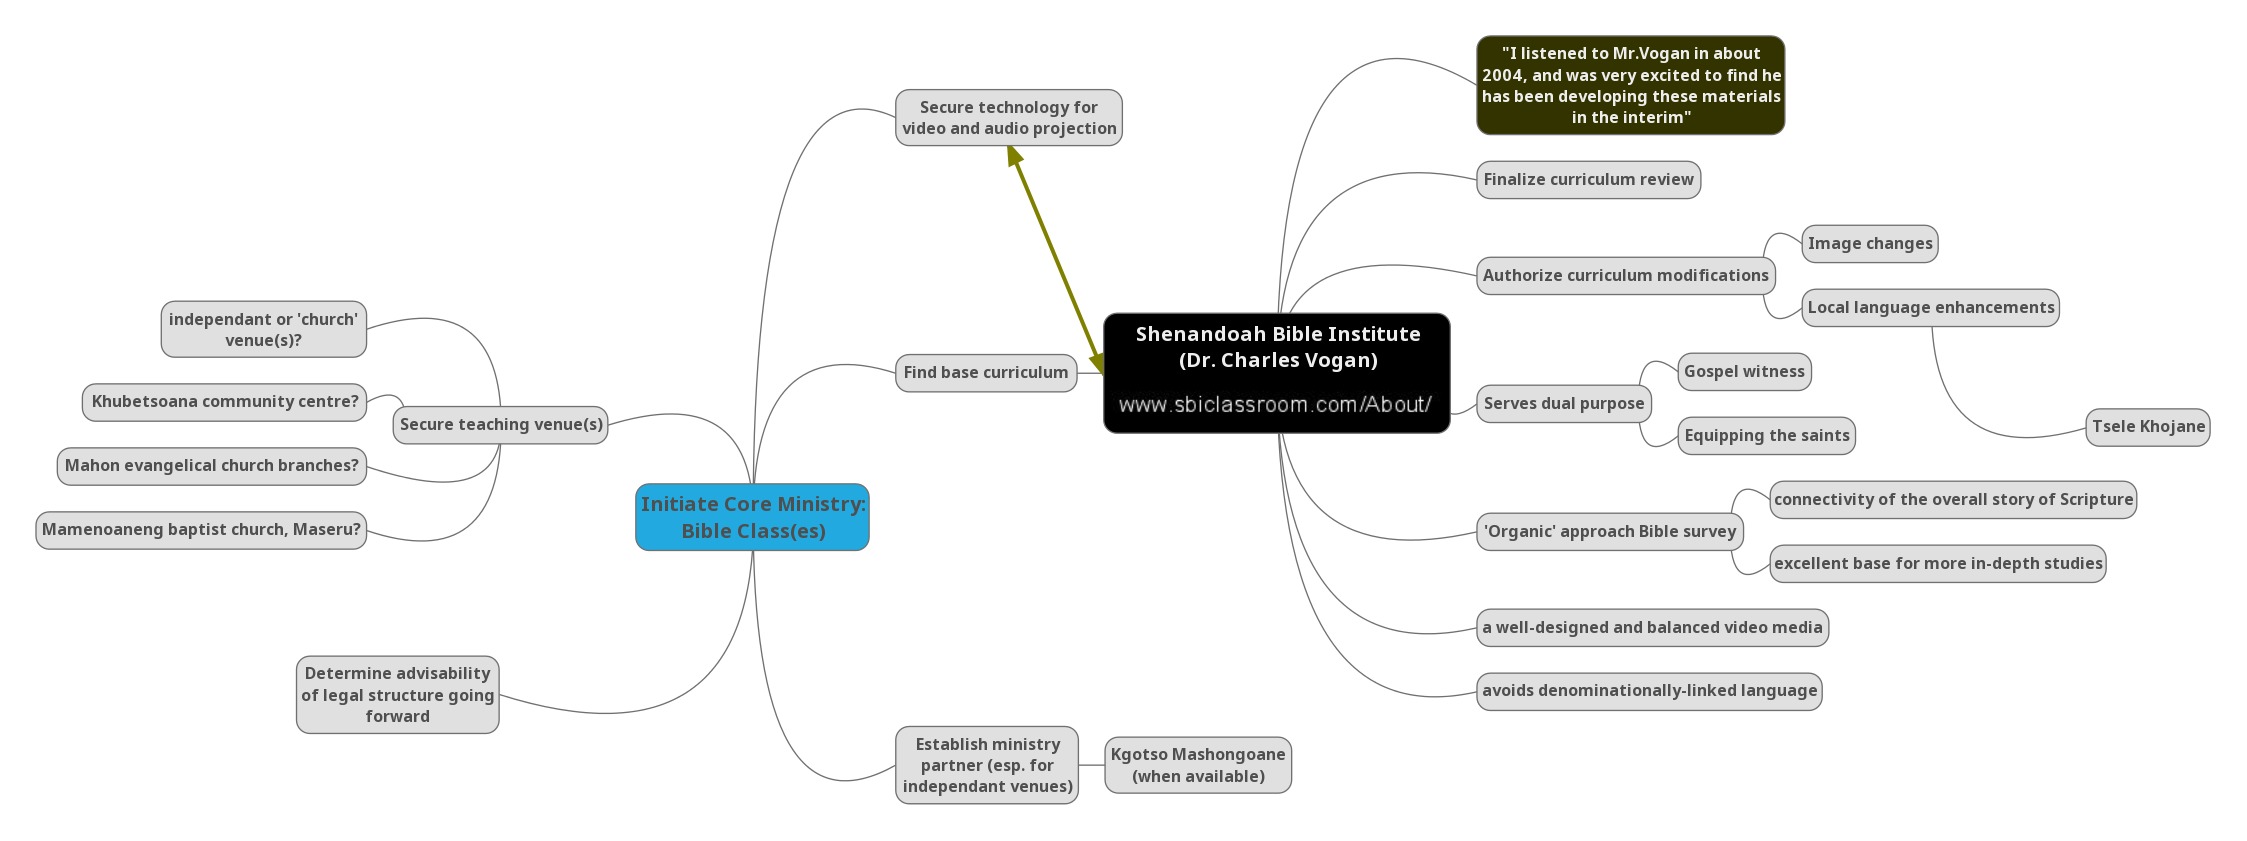 "I listened to Mr.Vogan in about
2004, and was very excited to find he
has been developing these materials
in the interim"
Secure technology for
video and audio projection
Finalize curriculum review
Image changes
Authorize curriculum modifications
Local language enhancements
independant or 'church'
venue(s)?
Shenandoah Bible Institute
(Dr. Charles Vogan)
www.sbiclassroom.com/About/
Find base curriculum
Gospel witness
Serves dual purpose
Equipping the saints
Tsele Khojane
Khubetsoana community centre?
Secure teaching venue(s)
Mahon evangelical church branches?
Mamenoaneng baptist church, Maseru?
Initiate Core Ministry:
Bible Class(es)
connectivity of the overall story of Scripture
'Organic' approach Bible survey
excellent base for more in-depth studies
a well-designed and balanced video media
avoids denominationally-linked language
Determine advisability
of legal structure going
forward
Establish ministry
partner (esp. for
independant venues)
Kgotso Mashongoane
(when available)